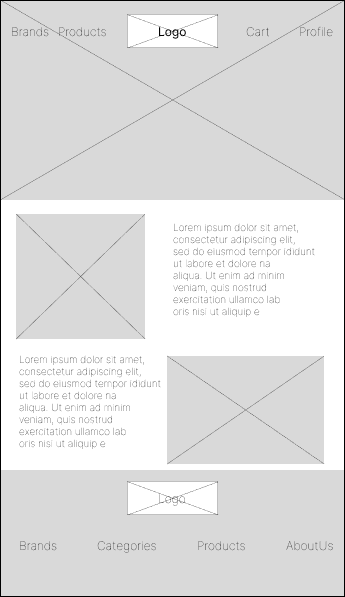 Brands Products Logo Cart Profile
Lorem ipsum dolor sit amet,
consectetur adipiscing elit,
sed do eiusmod tempor ididunt
ut labore et dolore na
aliqua. Ut enim ad minim
veniam, quis nostrud
exercitation ullamco lab
oris nisi ut aliquip e
Lorem ipsum dolor sit amet,
consectetur adipiscing elit,
sed do eiusmod tempor ididunt
ut labore et dolore na
aliqua. Ut enim ad minim
veniam, quis nostrud
exercitation ullamco lab
oris nisi ut aliquip e
Logo
Brands Categories Products AboutUs